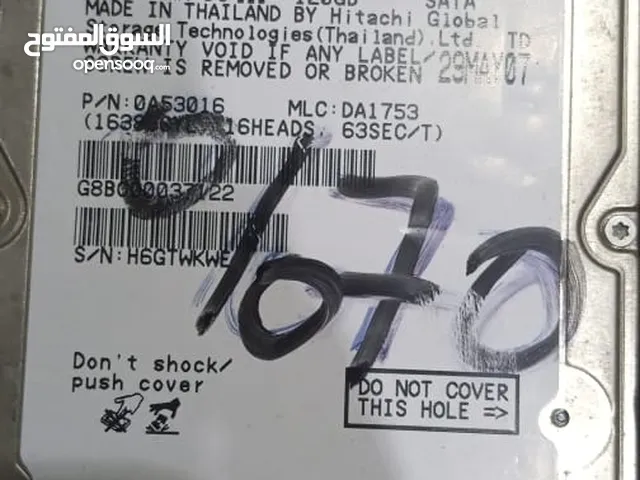 120GB SATA
MADE IN THAILAND BY Hitachi Global
Storage Technologies(Thailand).Ltd TD
WARRANTY VOID IF ANY LABEL/
REMOVED OR BROKEN 29MAY07
السوق المفتوح
opensooq.com
P/N:0A53016 MLC:DA1753
16HEADS, 63SEC/T)
S/N:H6GTWKWE
Don't shock/
push cover
DO NOT COVER
THIS HOLE =>